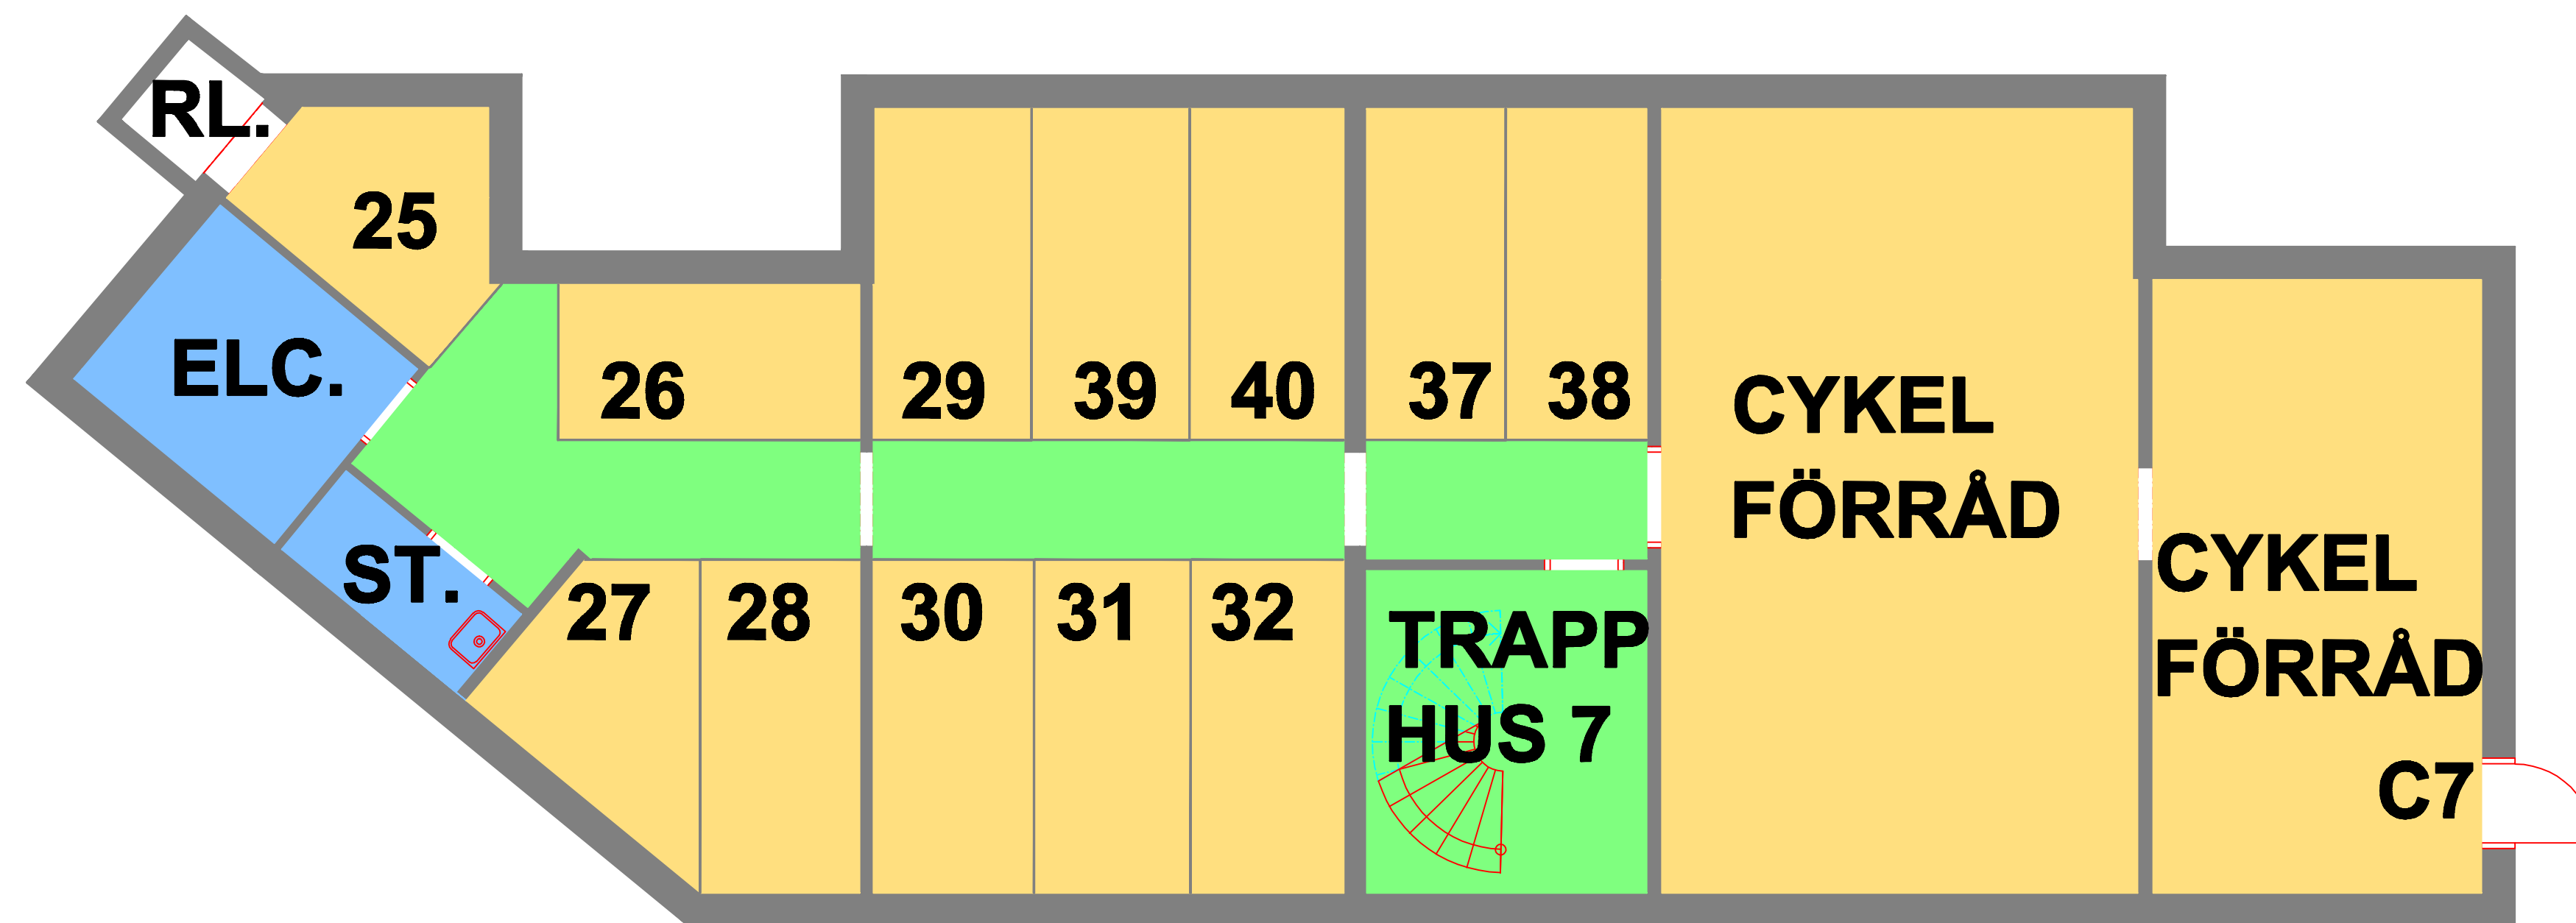 RL.
25
ELC.
26
29
39
40
37
38
CYKEL
FÖRRÅD
ST.
27
28
30
31
32
TRAPP
HUS 7
CYKEL
FÖRRÅD
C7